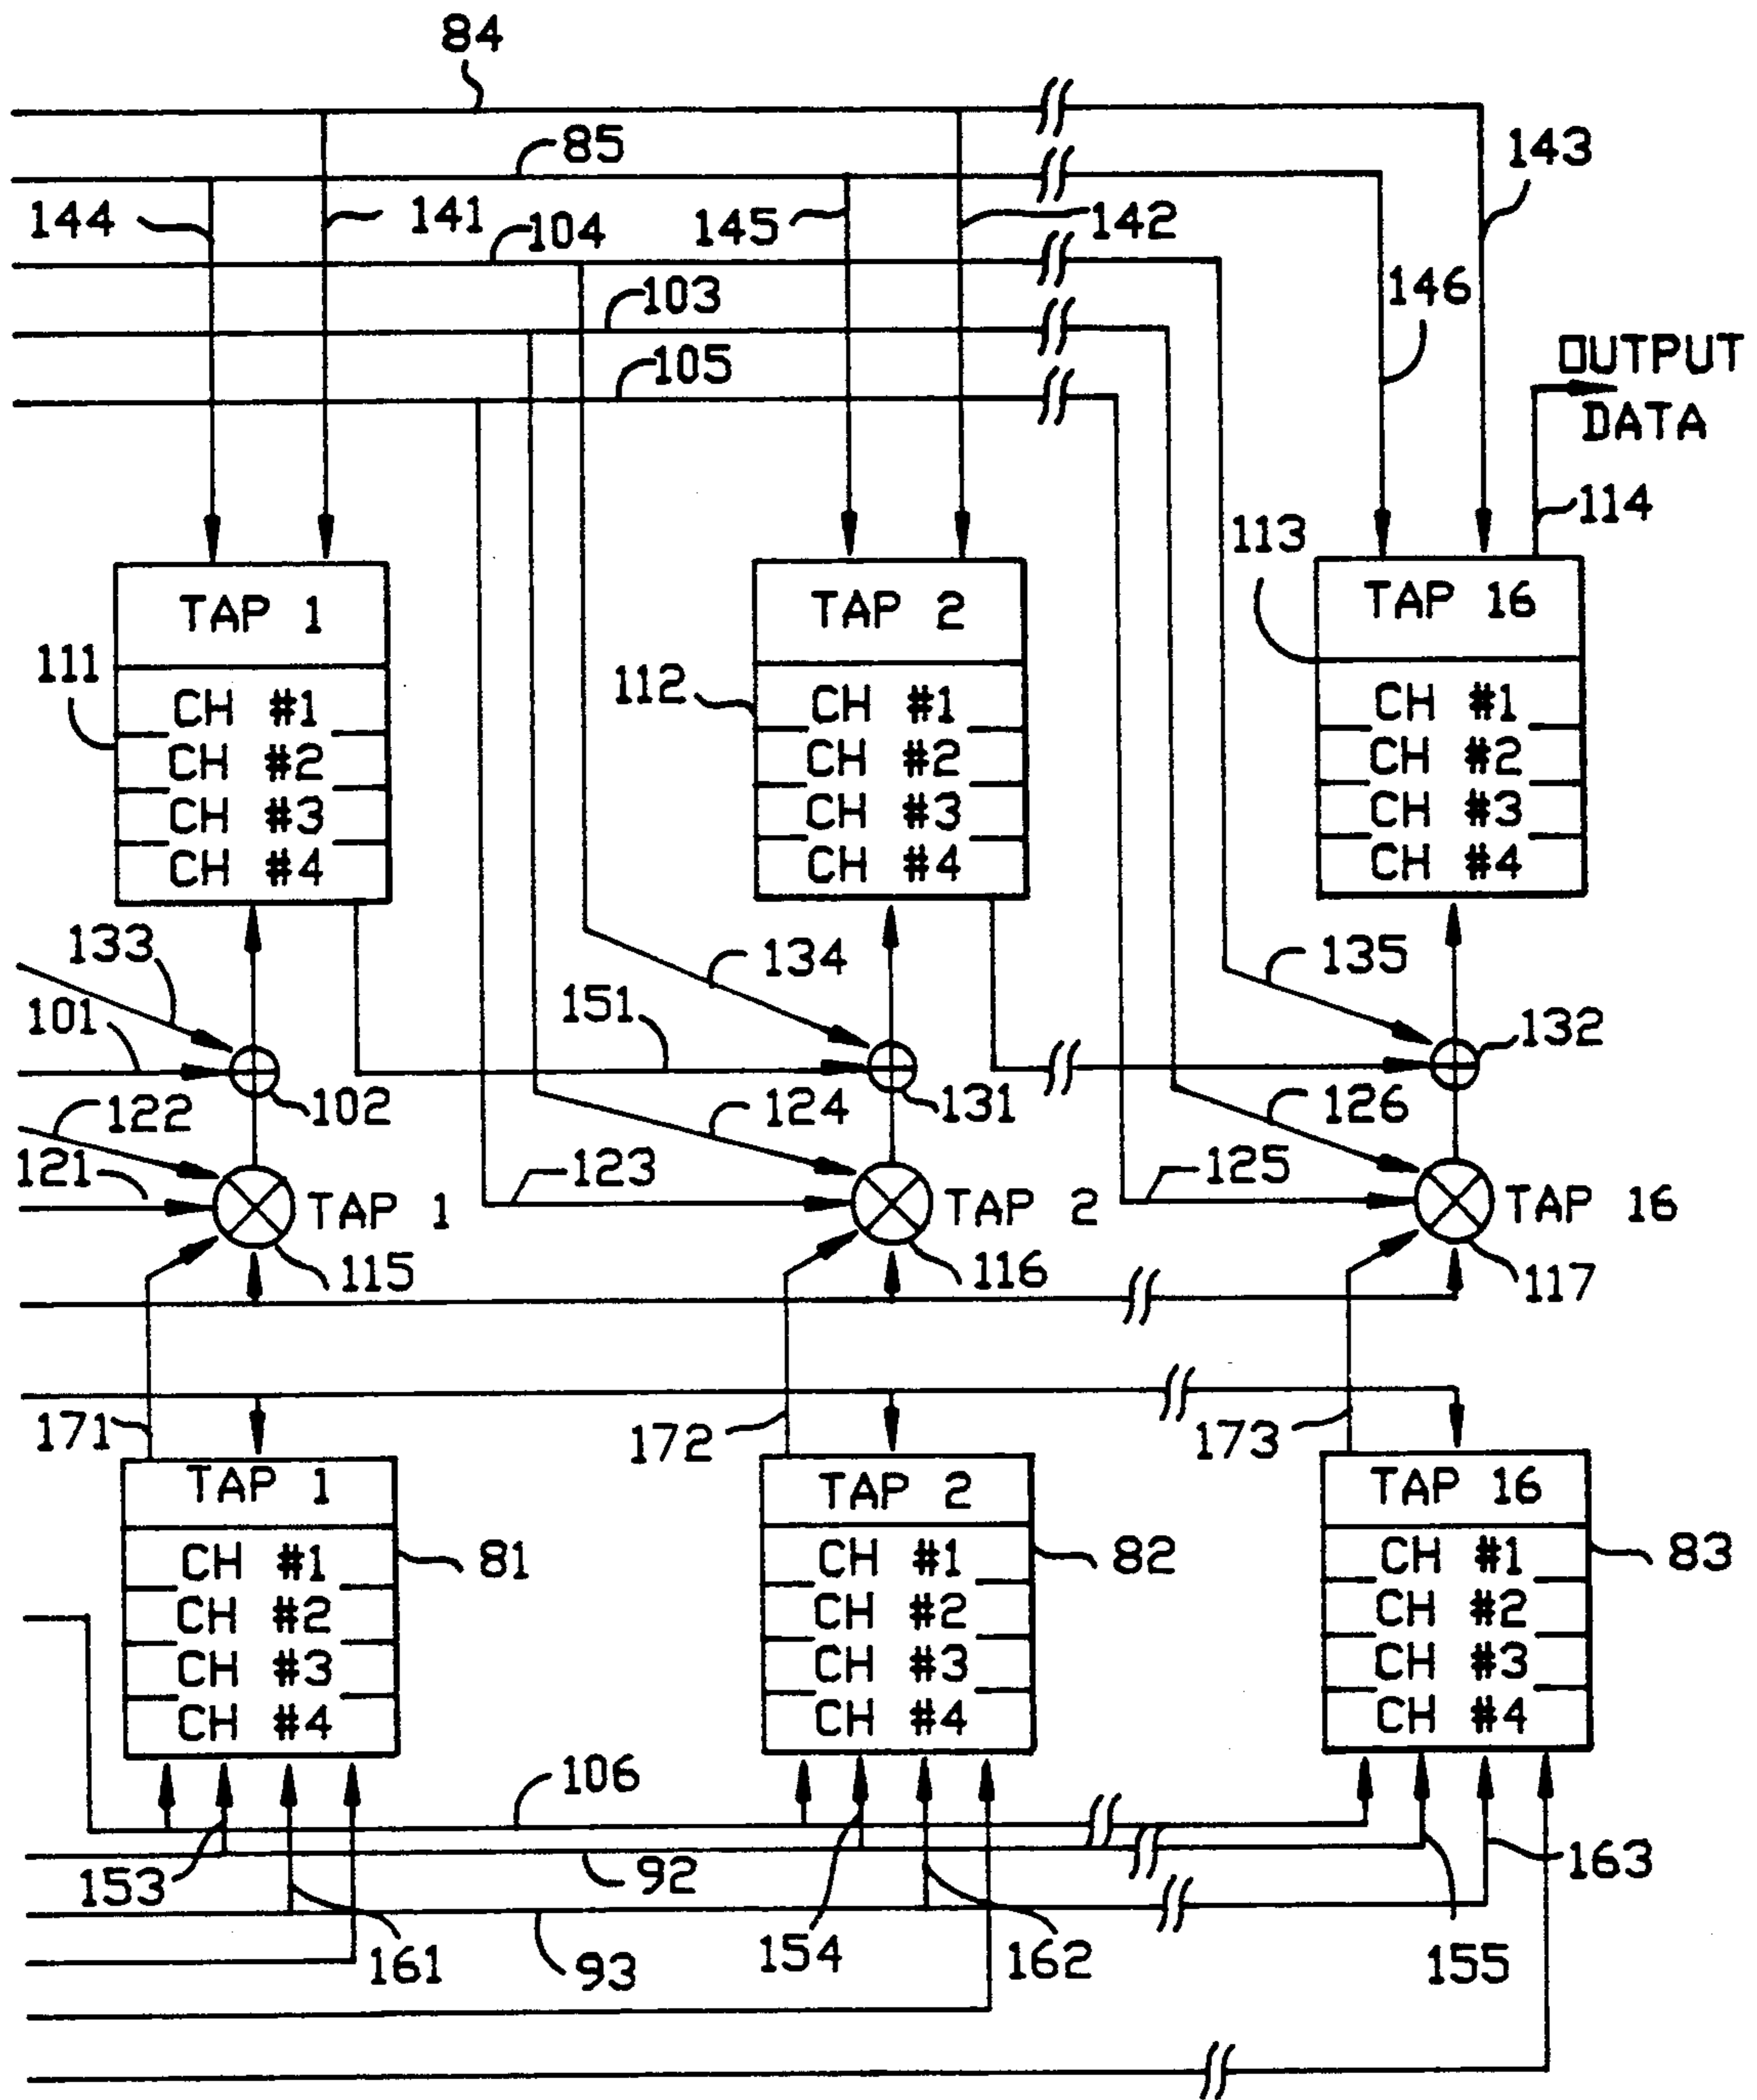 84
85
143
144
141
104
145
142
103
146
105
OUTPUT
DATA
114
113
TAP 1
TAP 2
TAP 16
111
112
CH #1
CH #2
CH #3
CH #4
CH #1
CH #2
CH #3
CH #4
CH #1
CH #2
CH #3
CH #4
133
134
135
101
151
132
102
131
122
124
126
121
123
125
TAP 1
TAP 2
TAP 16
115
116
117
171
172
173
TAP 1
TAP 2
TAP 16
81
82
83
CH #1
CH #2
CH #3
CH #4
CH #1
CH #2
CH #3
CH #4
CH #1
CH #2
CH #3
CH #4
106
153
92
154
163
161
93
162
155